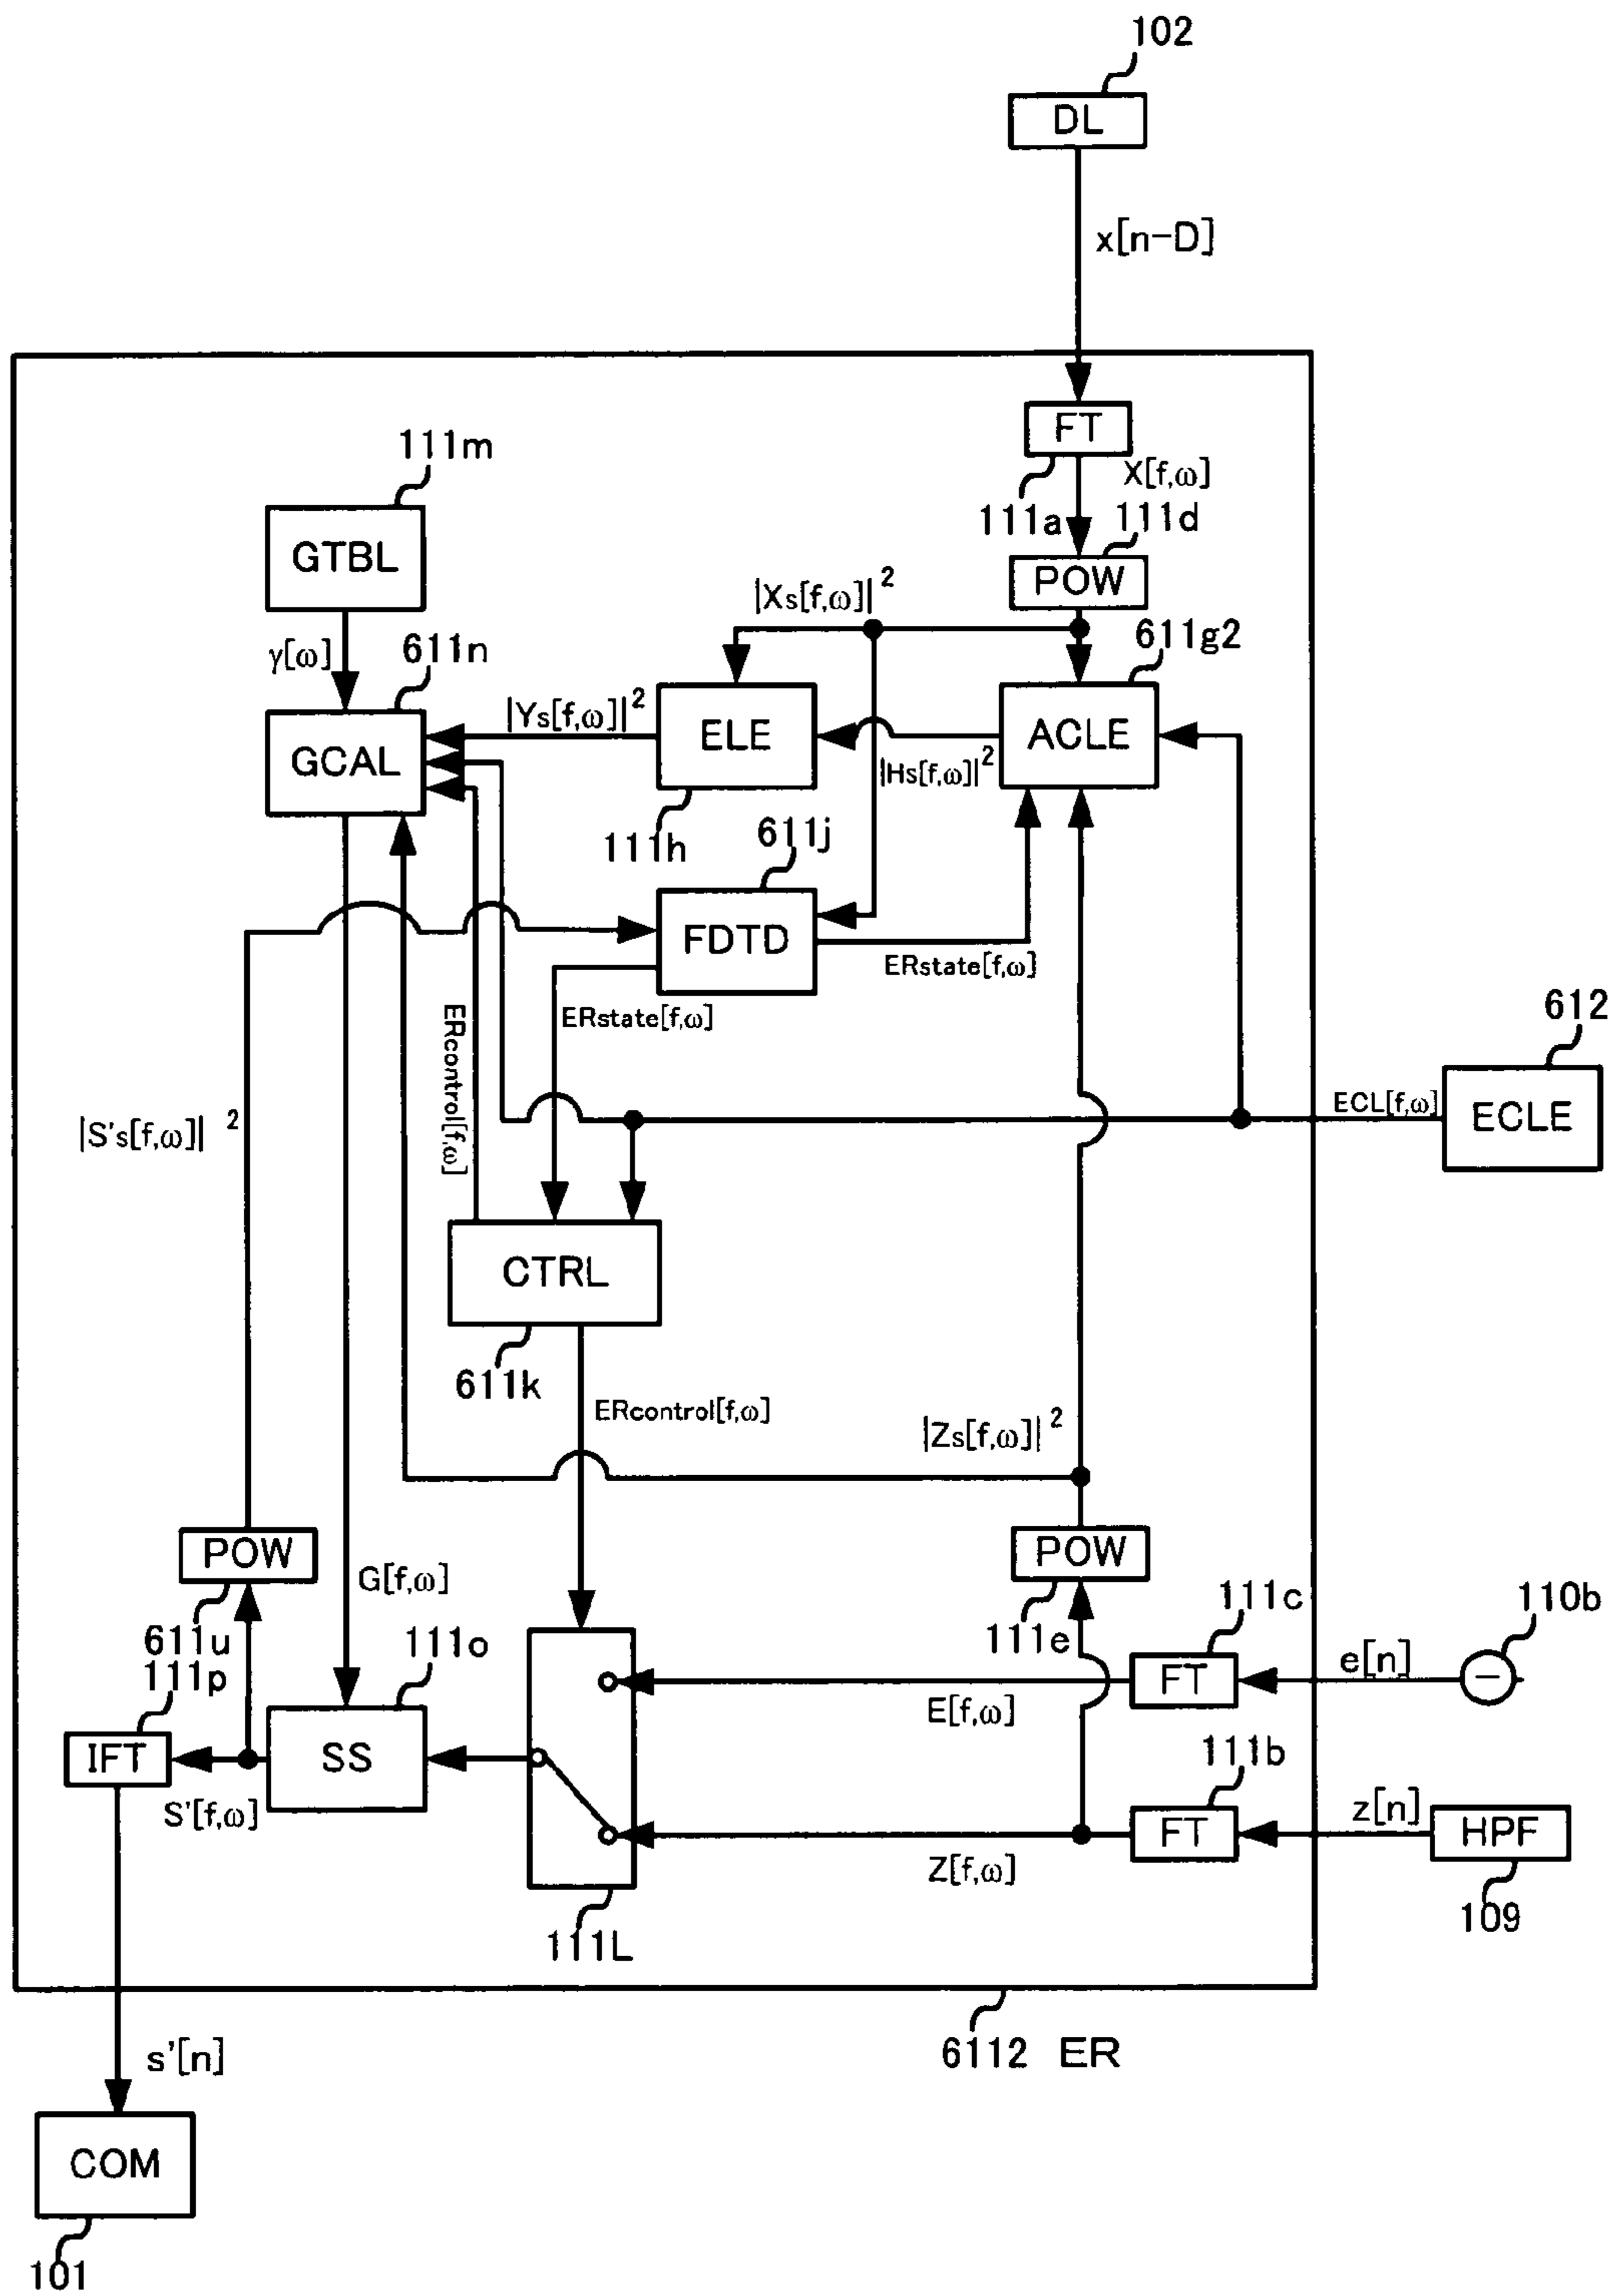 102
DL
x[n-D]
FT
X[f,ω]
111a
111d
POW
111m
GTBL
γ[ω]
611n
GCAL
|Xs[f,ω]|²
611g2
|Ys[f,ω]|²
ELE
|Hs[f,ω]|²
ACLE
111h
611j
FDTD
ERstate[f,ω]
ERstate[f,ω]
ERcontrol[f,ω]
612
ECL[f,ω]
ECLE
|S's[f,ω]|²
CTRL
611k
ERcontrol[f,ω]
|Zs[f,ω]|²
POW
611u
G[f,ω]
POW
111e
111c
110b
111p
111o
FT
e[n]
−
E[f,ω]
IFT
SS
111b
S'[f,ω]
FT
z[n]
HPF
Z[f,ω]
109
111L
6112 ER
s'[n]
COM
101